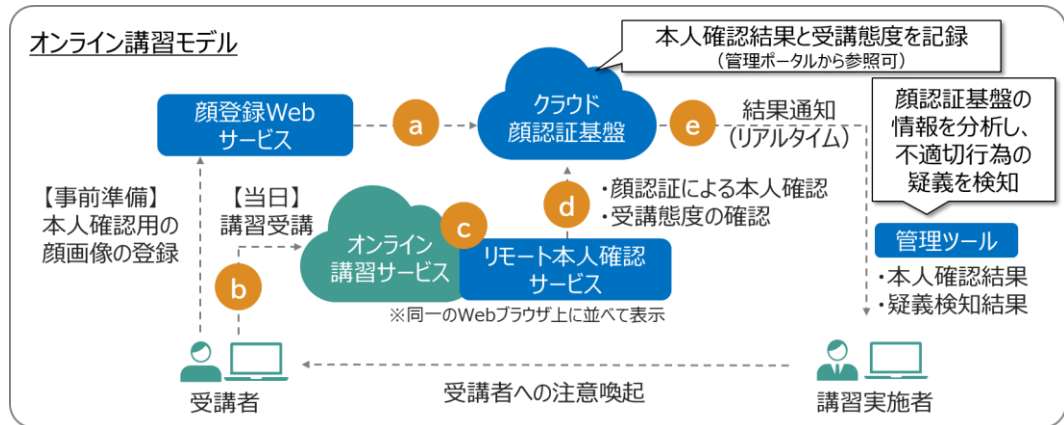 オンライン講習モデル
本人確認結果と受講態度を記録
(管理ポータルから参照可)
顔登録Web
サービス
a
クラウド
顔認証基盤
e
結果通知
(リアルタイム)
顔認証基盤の
情報を分析し、
不適切行為の
疑義を検知
【事前準備】
本人確認用の
顔画像の登録
【当日】
講習受講
b
オンライン
講習サービス
c
d
・顔認証による本人確認
・受講態度の確認
リモート本人確認
サービス
※同一のWebブラウザ上に並べて表示
管理ツール
・本人確認結果
・疑義検知結果
受講者
受講者への注意喚起
講習実施者